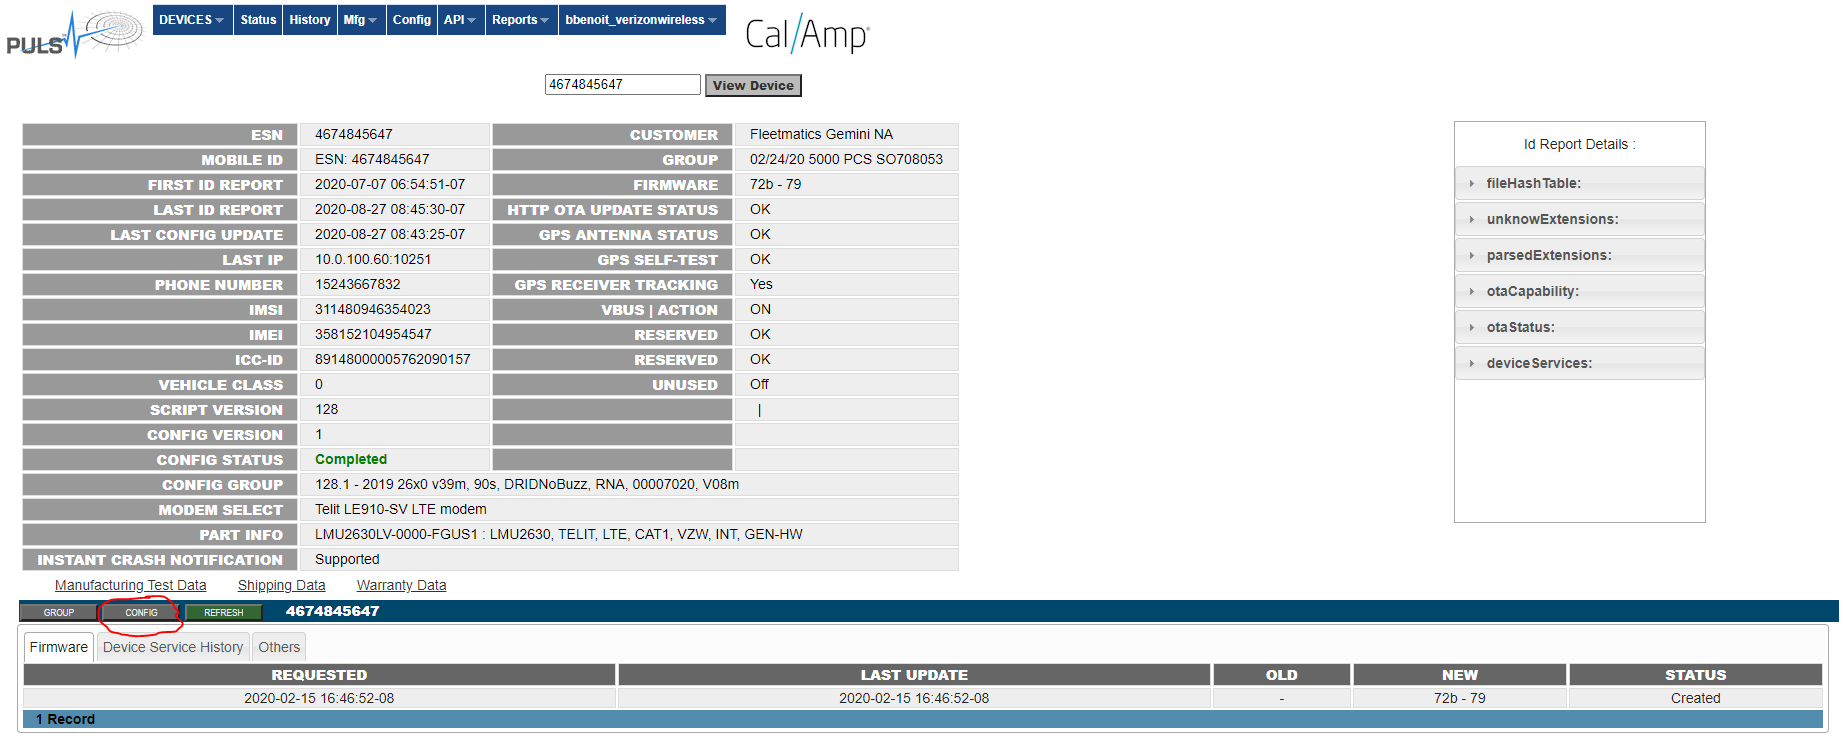 PULS DEVICES Status History Mfg Config API Reports bbenoit_verizonwireless Cal/Amp
4674845647 View Device
ESN 4674845647 CUSTOMER Fleetmatics Gemini NA
MOBILE ID ESN: 4674845647 GROUP 02/24/20 5000 PCS SO708053
FIRST ID REPORT 2020-07-07 06:54:51-07 FIRMWARE 72b - 79
LAST ID REPORT 2020-08-27 08:45:30-07 HTTP OTA UPDATE STATUS OK
LAST CONFIG UPDATE 2020-08-27 08:43:25-07 GPS ANTENNA STATUS OK
LAST IP 10.0.100.60:10251 GPS SELF-TEST OK
PHONE NUMBER 15243667832 GPS RECEIVER TRACKING Yes
IMSI 311480946354023 VBUS | ACTION ON
IMEI 358152104954547 RESERVED OK
ICC-ID 89148000005762090157 RESERVED OK
VEHICLE CLASS 0 UNUSED Off
SCRIPT VERSION 128 |
CONFIG VERSION 1
CONFIG STATUS Completed
CONFIG GROUP 128.1 - 2019 26x0 v39m, 90s, DRIDNoBuzz, RNA, 00007020, V08m
MODEM SELECT Telit LE910-SV LTE modem
PART INFO LMU2630LV-0000-FGUS1 : LMU2630, TELIT, LTE, CAT1, VZW, INT, GEN-HW
INSTANT CRASH NOTIFICATION Supported
Id Report Details :
fileHashTable:
unknowExtensions:
parsedExtensions:
otaCapability:
otaStatus:
deviceServices:
Manufacturing Test Data Shipping Data Warranty Data
GROUP CONFIG REFRESH 4674845647
Firmware Device Service History Others
REQUESTED LAST UPDATE OLD NEW STATUS
2020-02-15 16:46:52-08 2020-02-15 16:46:52-08 - 72b - 79 Created
1 Record